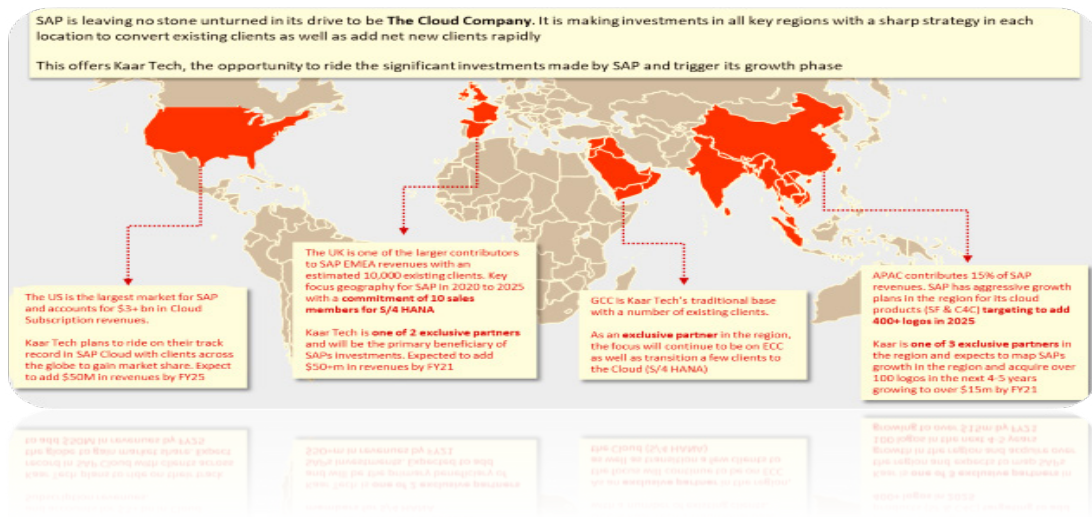 SAP is leaving no stone unturned in its drive to be The Cloud Company. It is making investments in all key regions with a sharp strategy in each
location to convert existing clients as well as add net new clients rapidly
This offers Kaar Tech, the opportunity to ride the significant investments made by SAP and trigger its growth phase
The US is the largest market for SAP
and accounts for $3+ bn in Cloud
Subscription revenues.
Kaar Tech plans to ride on their track
record in SAP Cloud with clients across
the globe to gain market share. Expect
to add $50M in revenues by FY25
The UK is one of the larger contributors
to SAP EMEA revenues with an
estimated 10,000 existing clients. Key
focus geography for SAP in 2020 to 2025
with a commitment of 10 sales
members for S/4 HANA
Kaar Tech is one of 2 exclusive partners
and will be the primary beneficiary of
SAPs investments. Expected to add
$50+m in revenues by FY21
GCC is Kaar Tech's traditional base
with a number of existing clients.
As an exclusive partner in the region,
the focus will continue to be on ECC
as well as transition a few clients to
the Cloud (S/4 HANA)
APAC contributes 15% of SAP
revenues. SAP has aggressive growth
plans in the region for its cloud
products (SF & C4C) targeting to add
400+ logos in 2025
Kaar is one of 5 exclusive partners in
the region and expects to map SAPs
growth in the region and acquire over
100 logos in the next 4-5 years
growing to over $15m by FY21